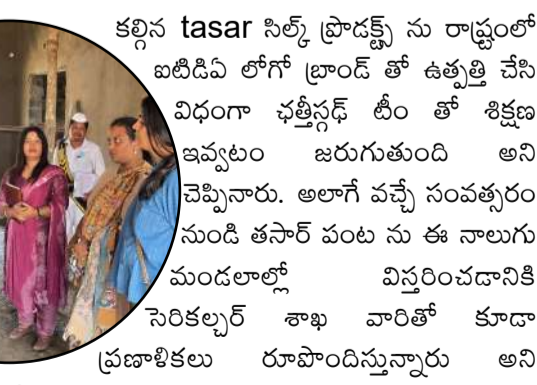 కల్గిన tasar సిల్క్ ప్రొడక్ట్స్ ను రాష్ట్రంలో
ఐటిడిఏ లోగో బ్రాండ్ తో ఉత్పత్తి చేసి
విధంగా ఛత్తీస్గఢ్ టీం తో శిక్షణ
ఇవ్వటం జరుగుతుంది అని
చెప్పినారు. అలాగే వచ్చే సంవత్సరం
నుండి తసార్ పంట ను ఈ నాలుగు
మండలాల్లో విస్తరించడానికి
సెరికల్చర్ శాఖ వారితో కూడా
ప్రణాళికలు రూపొందిస్తున్నారు అని